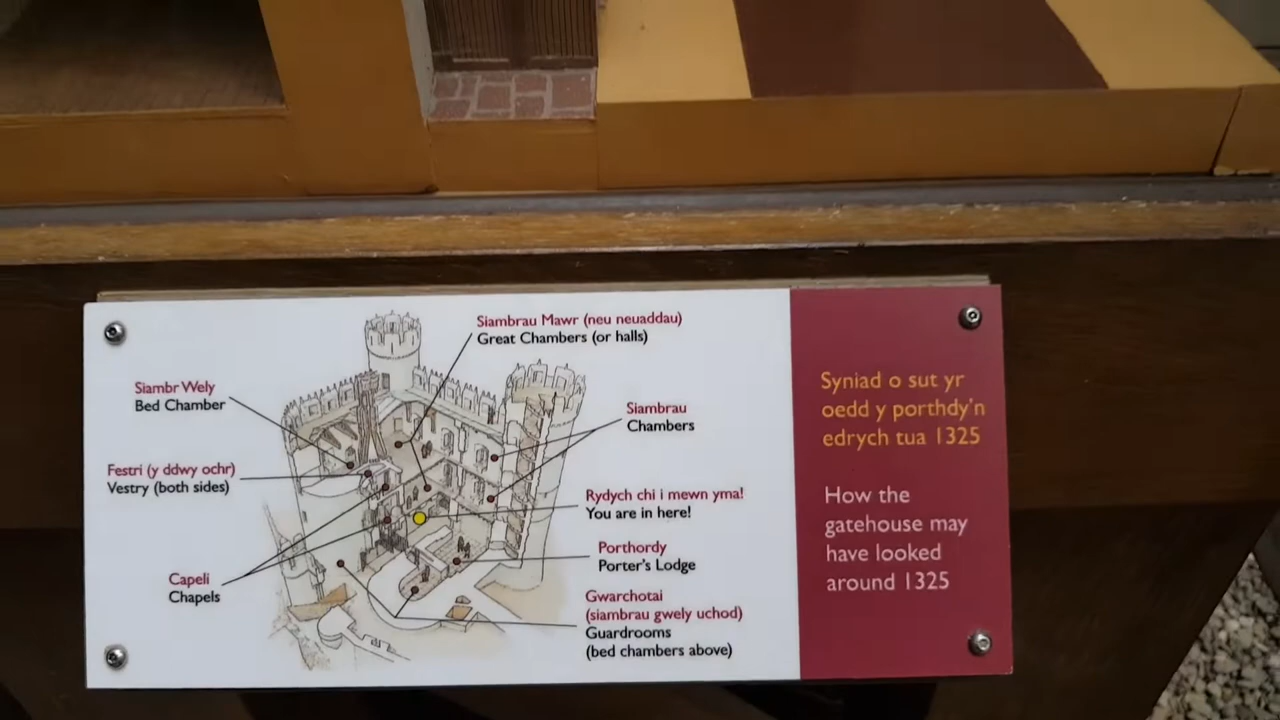 Siambrau Mawr (neu neuaddau)
Great Chambers (or halls)
Siambr Wely
Bed Chamber
Siambrau
Chambers
Festri (y ddwy ochr)
Vestry (both sides)
Rydych chi i mewn yma!
You are in here!
Porthordy
Porter's Lodge
Capeli
Chapels
Gwarchotai
(siambrau gwely uchod)
Guardrooms
(bed chambers above)
Syniad o sut yr
oedd y porthdy'n
edrych tua 1325
How the
gatehouse may
have looked
around 1325